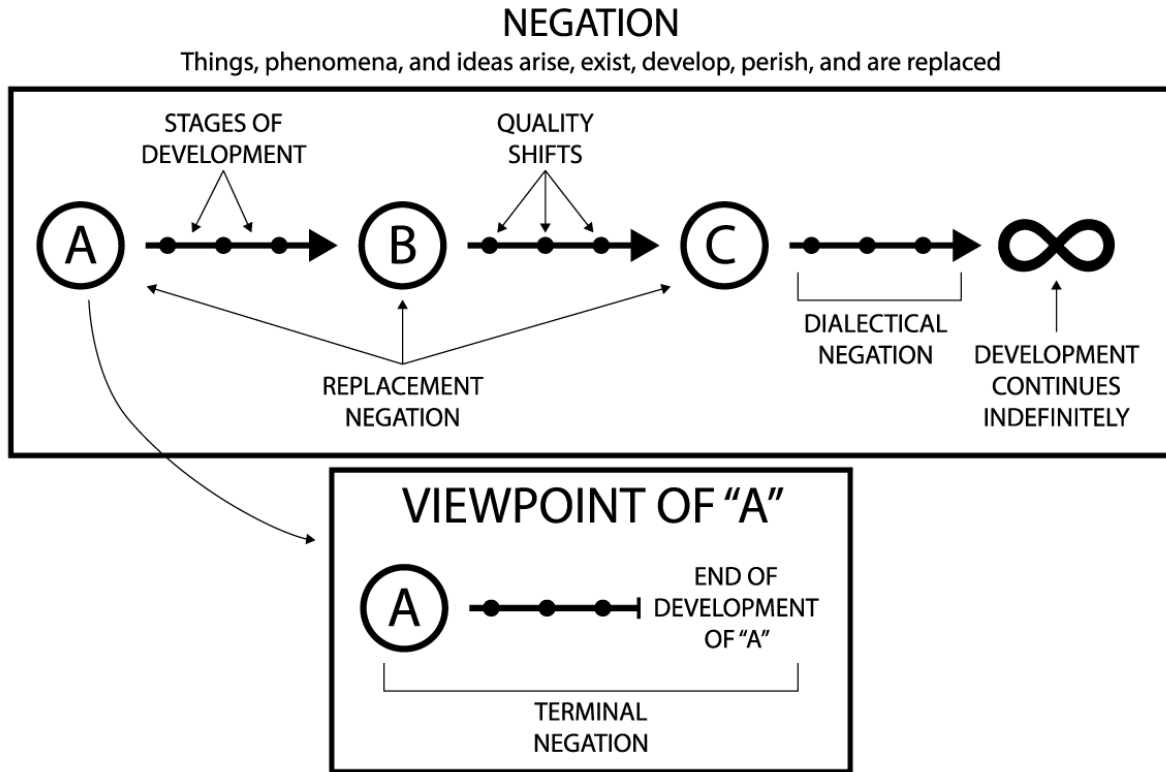 NEGATION
Things, phenomena, and ideas arise, exist, develop, perish, and are replaced
STAGES OF
DEVELOPMENT
QUALITY
SHIFTS
A
B
C
REPLACEMENT
NEGATION
DIALECTICAL
NEGATION
DEVELOPMENT
CONTINUES
INDEFINITELY
VIEWPOINT OF “A”
A
END OF
DEVELOPMENT
OF “A”
TERMINAL
NEGATION